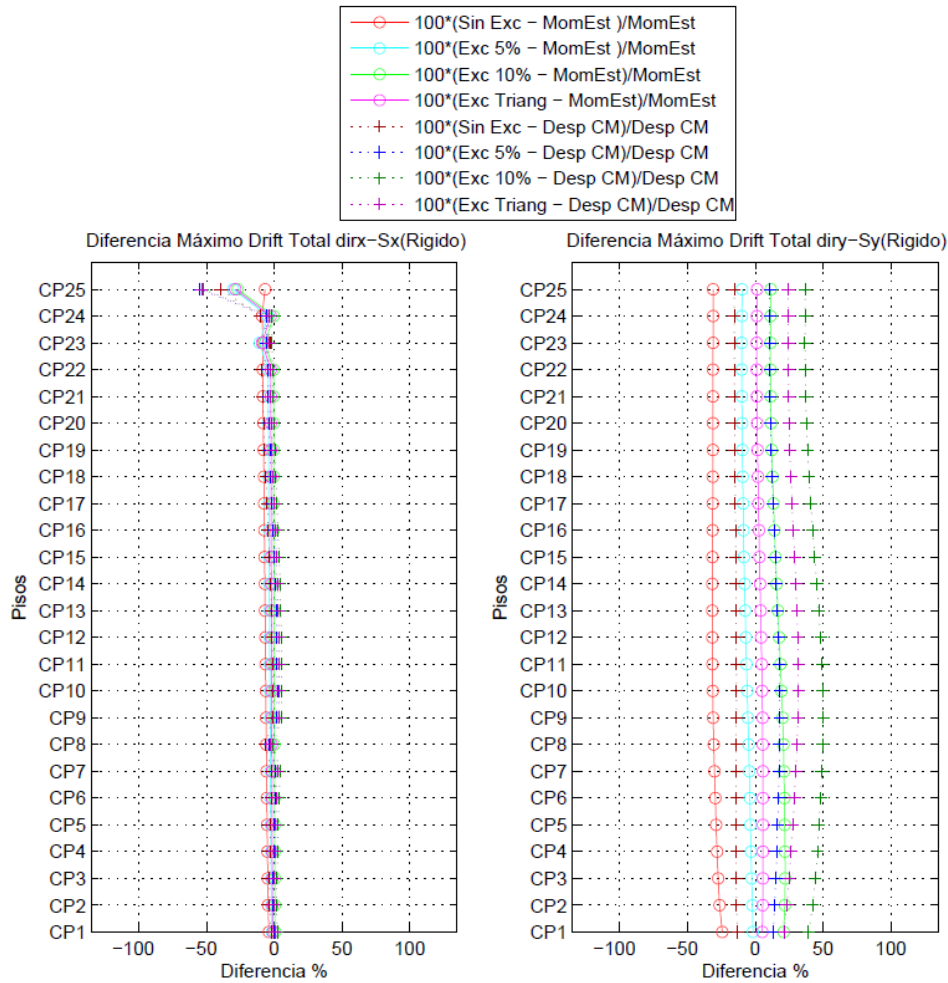 100*(Sin Exc − MomEst )/MomEst
100*(Exc 5% − MomEst )/MomEst
100*(Exc 10% − MomEst)/MomEst
100*(Exc Triang − MomEst)/MomEst
100*(Sin Exc − Desp CM)/Desp CM
100*(Exc 5% − Desp CM)/Desp CM
100*(Exc 10% − Desp CM)/Desp CM
100*(Exc Triang − Desp CM)/Desp CM
Diferencia Máximo Drift Total dirx−Sx(Rigido)
CP25
CP24
CP23
CP22
CP21
CP20
CP19
CP18
CP17
CP16
CP15
CP14
CP13
CP12
CP11
CP10
CP9
CP8
CP7
CP6
CP5
CP4
CP3
CP2
CP1
Pisos
−100 −50 0 50 100
Diferencia %
Diferencia Máximo Drift Total diry−Sy(Rigido)
CP25
CP24
CP23
CP22
CP21
CP20
CP19
CP18
CP17
CP16
CP15
CP14
CP13
CP12
CP11
CP10
CP9
CP8
CP7
CP6
CP5
CP4
CP3
CP2
CP1
Pisos
−100 −50 0 50 100
Diferencia %